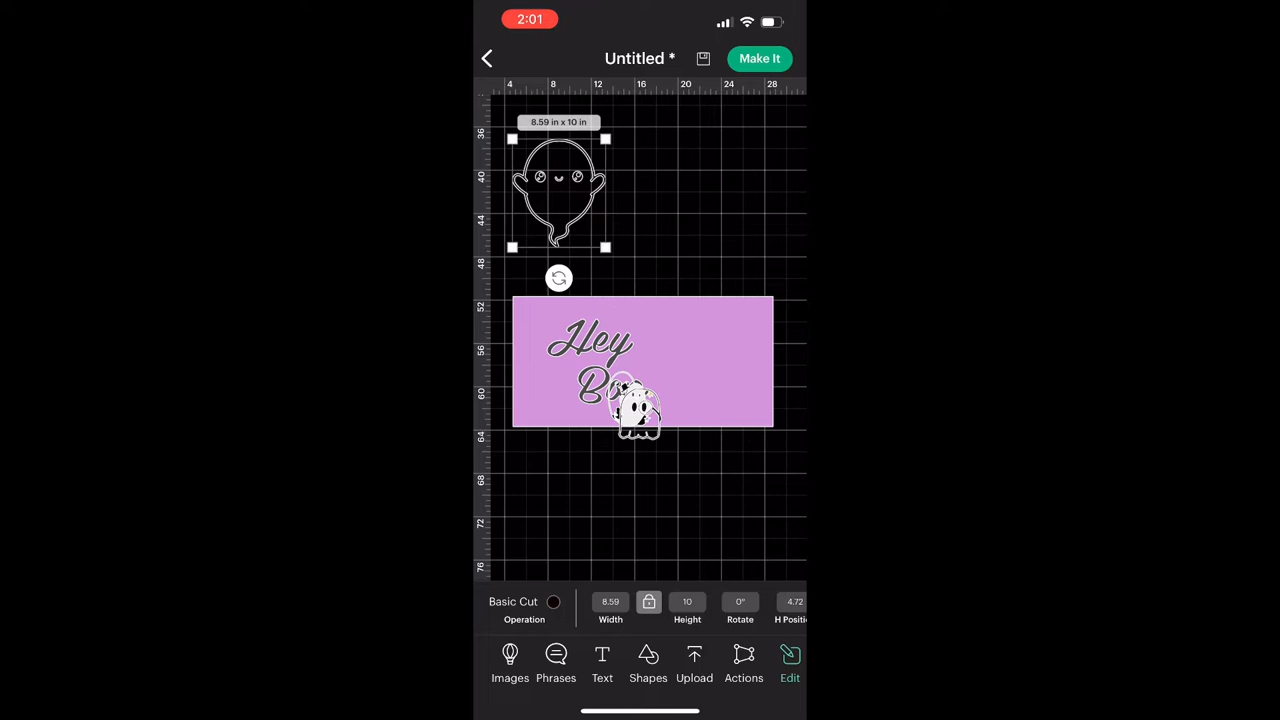 2:01
Untitled *
Make It
4 8 12 16 20 24 28
36
40
44
48
52
56
60
64
68
72
76
8.59 in x 10 in
Hey
Bo
Basic Cut
8.59
10
0°
4.72
Operation
Width
Height
Rotate
H Positi
Images
Phrases
Text
Shapes
Upload
Actions
Edit